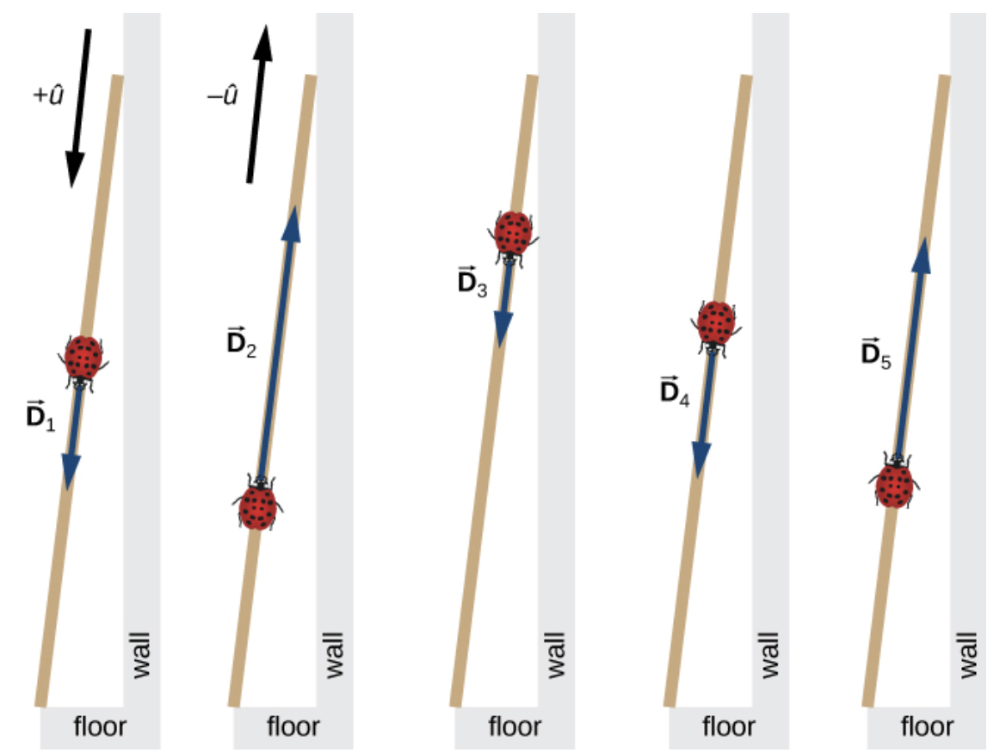 +û
–û
D⃗₁
D⃗₂
D⃗₃
D⃗₄
D⃗₅
wall
wall
wall
wall
wall
floor
floor
floor
floor
floor